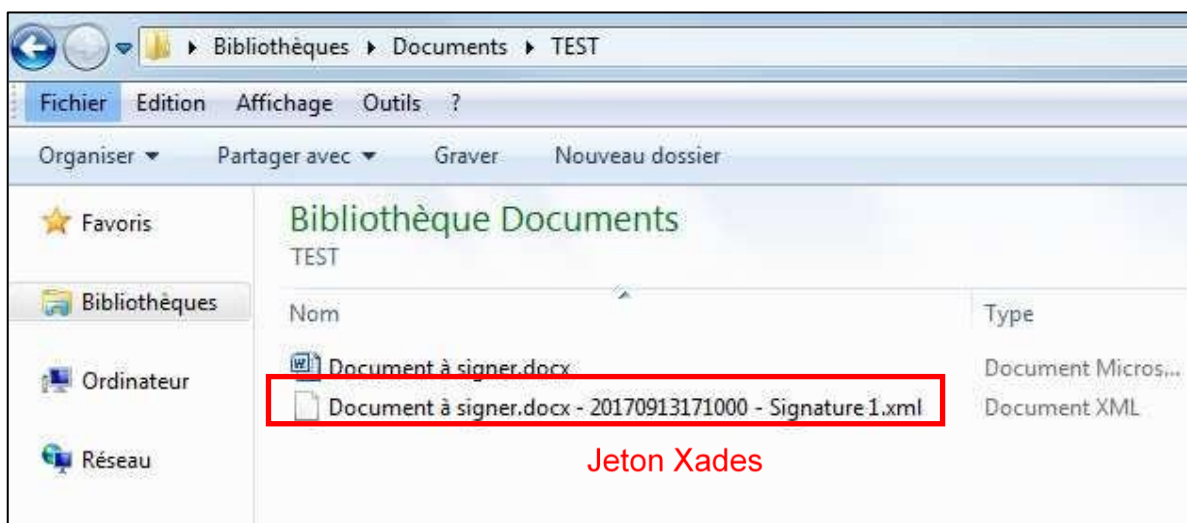 Bibliothèques Documents TEST
Fichier Edition Affichage Outils ?
Organiser Partager avec Graver Nouveau dossier
Favoris
Bibliothèques
Ordinateur
Réseau
Bibliothèque Documents
TEST
Nom Type
Document à signer.docx Document Micros...
Document à signer.docx - 20170913171000 - Signature 1.xml Document XML
Jeton Xades